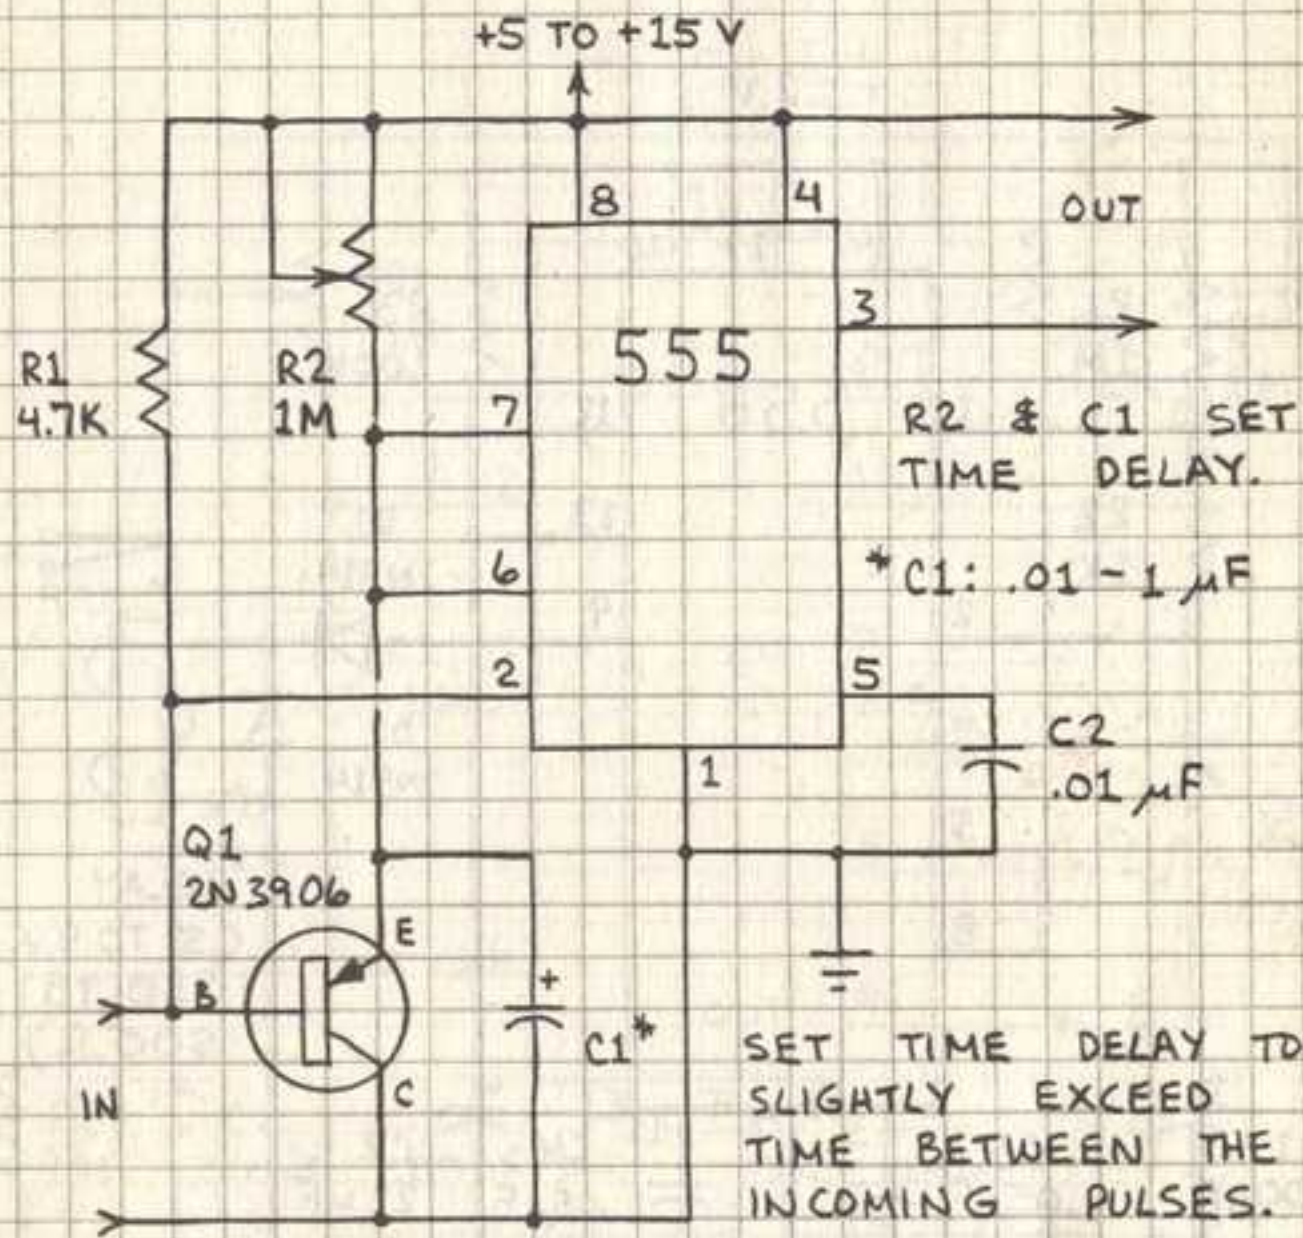 +5 TO +15 V
8
4
OUT
3
555
R1
4.7K
R2
1M
7
R2 & C1 SET
TIME DELAY.
6
*C1: .01 - 1 µF
2
5
C2
.01 µF
1
Q1
2N3906
E
B
+
C1*
C
IN
SET TIME DELAY TO
SLIGHTLY EXCEED
TIME BETWEEN THE
INCOMING PULSES.